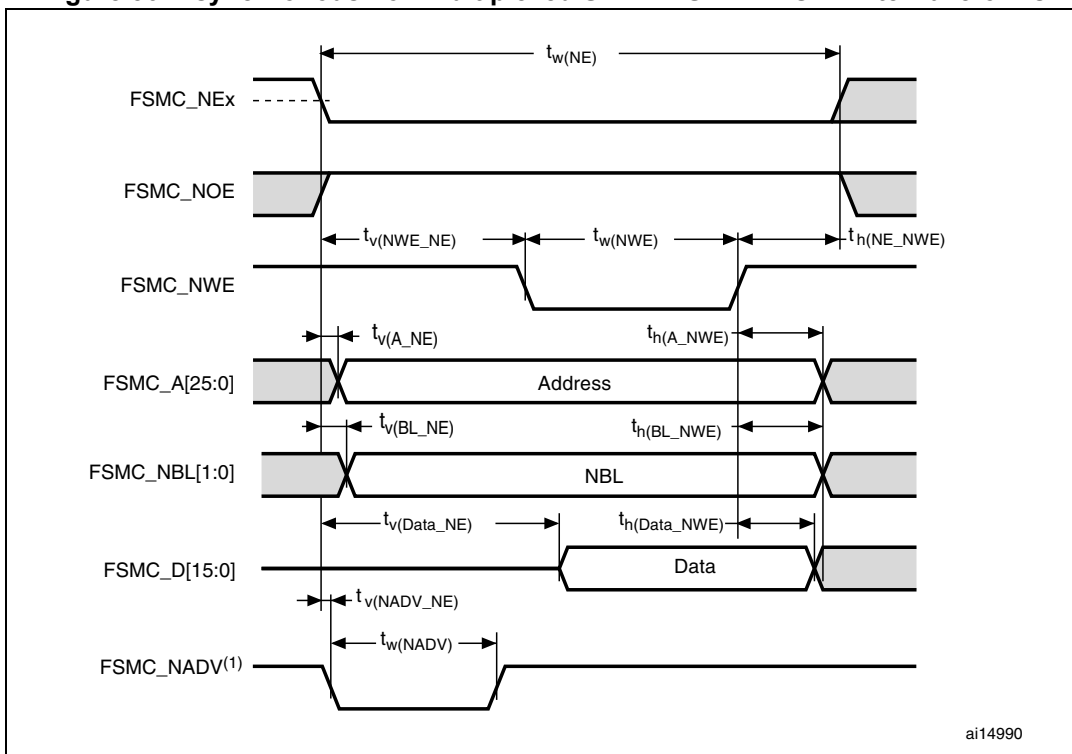 tw(NE)
FSMC_NEx
FSMC_NOE
tv(NWE_NE)
tw(NWE)
th(NE_NWE)
FSMC_NWE
tv(A_NE)
th(A_NWE)
FSMC_A[25:0]
Address
tv(BL_NE)
th(BL_NWE)
FSMC_NBL[1:0]
NBL
tv(Data_NE)
th(Data_NWE)
FSMC_D[15:0]
Data
tv(NADV_NE)
tw(NADV)
FSMC_NADV(1)
ai14990